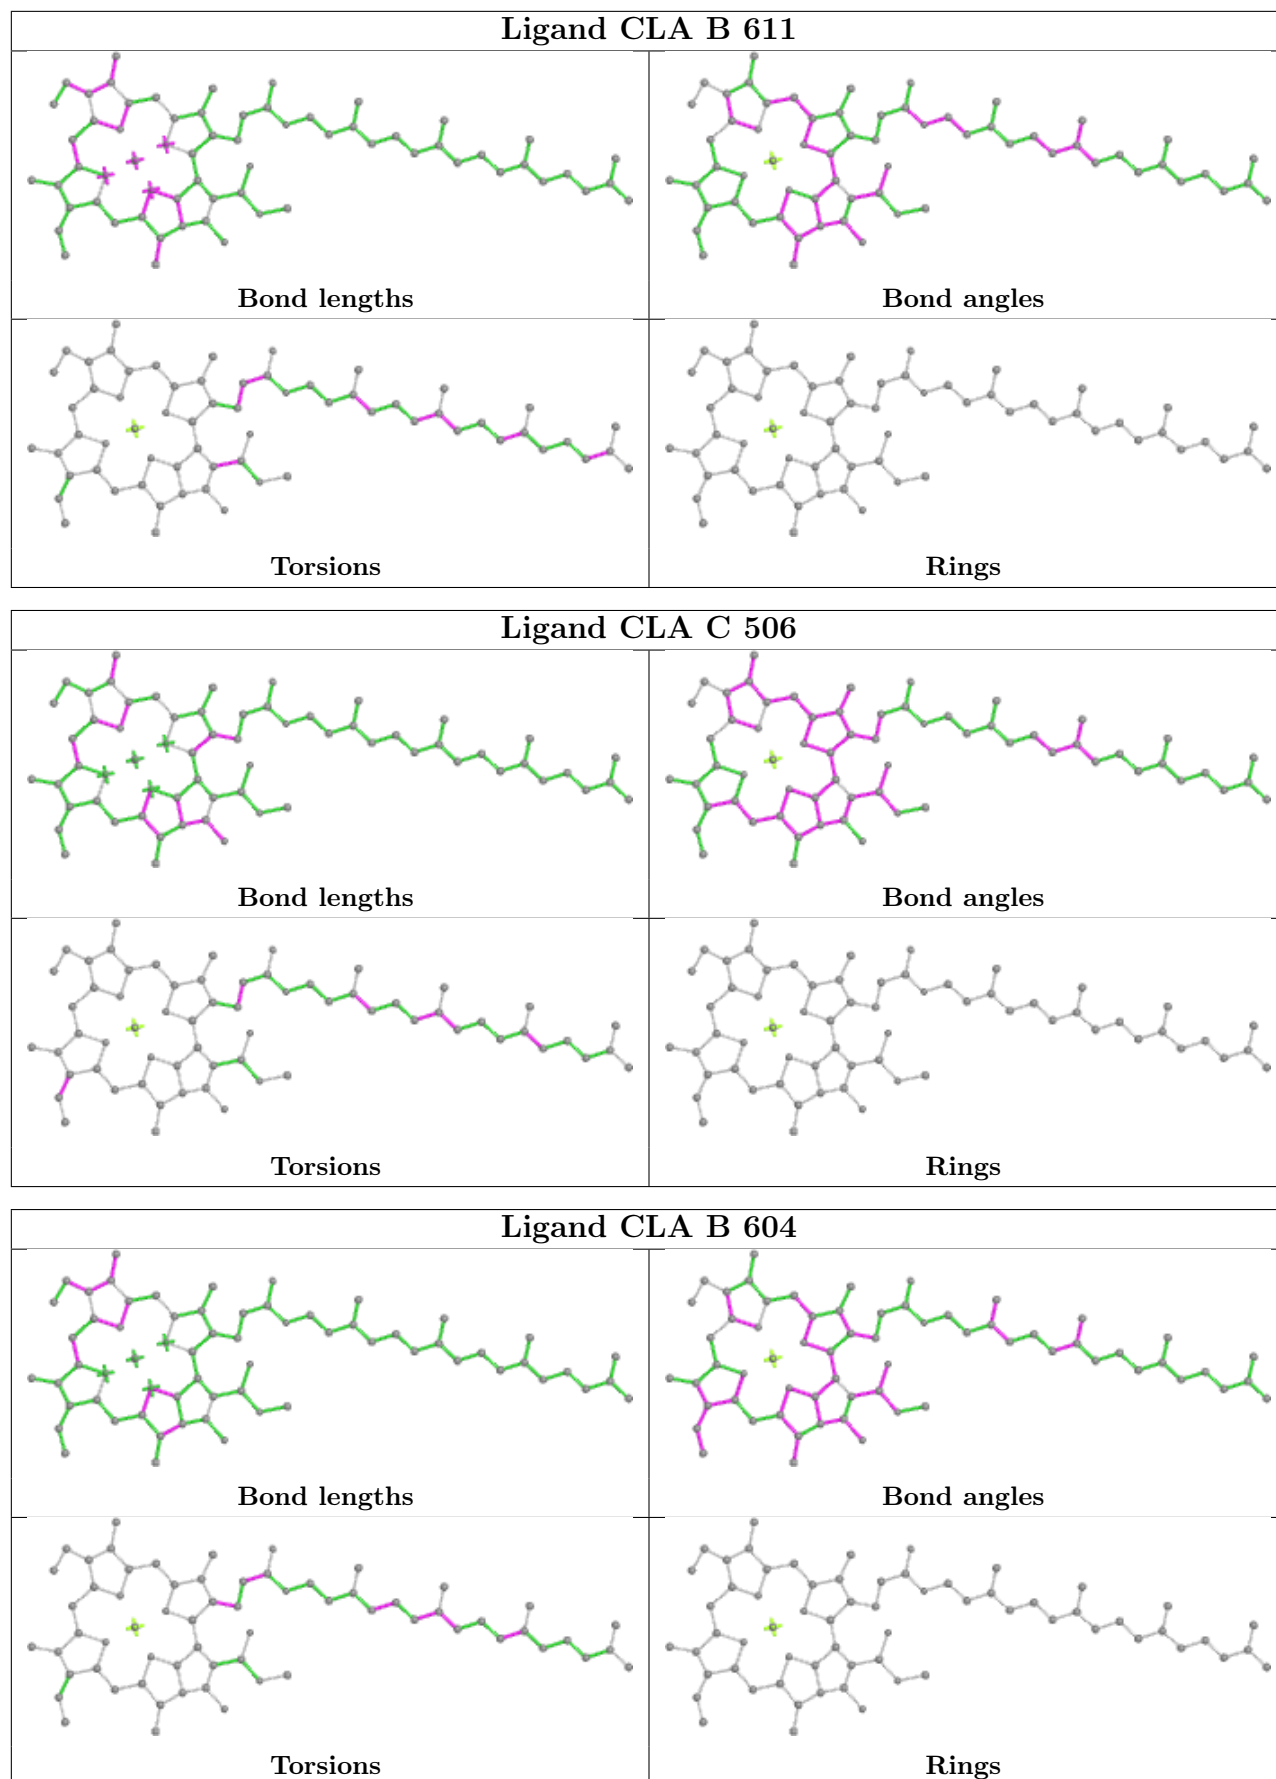 Ligand CLA B 611
Bond lengths
Bond angles
Torsions
Rings
Ligand CLA C 506
Bond lengths
Bond angles
Torsions
Rings
Ligand CLA B 604
Bond lengths
Bond angles
Torsions
Rings